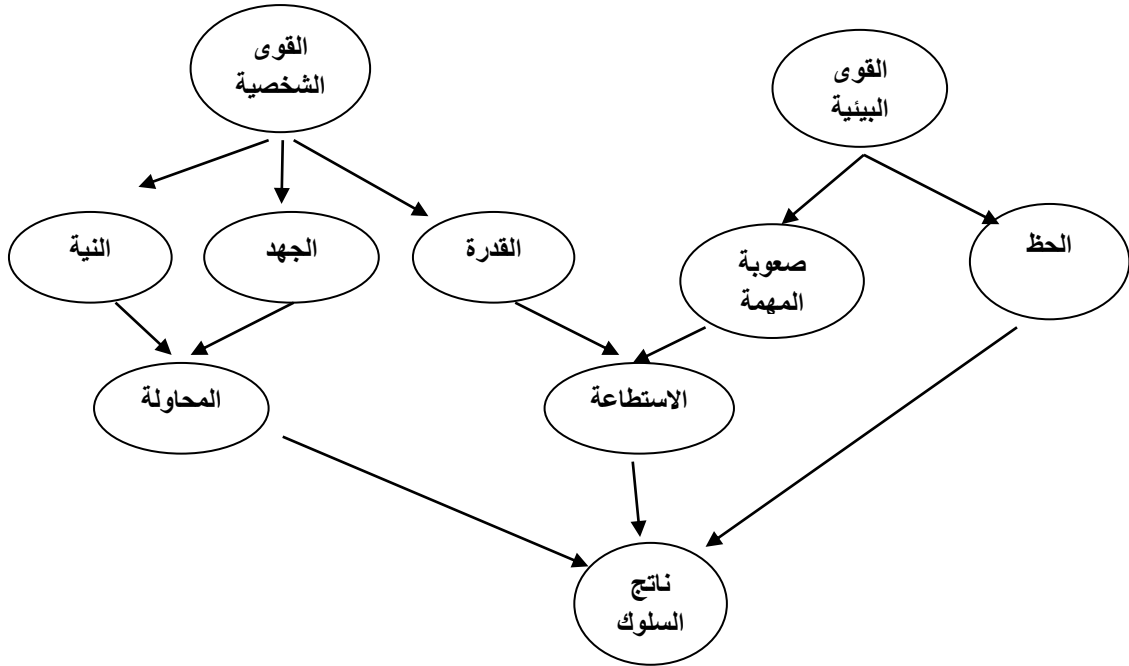 القوى
الشخصية
القوى
البيئية
الحظ
صعوبة
المهمة
القدرة
الجهد
النية
الاستطاعة
المحاولة
ناتج
السلوك